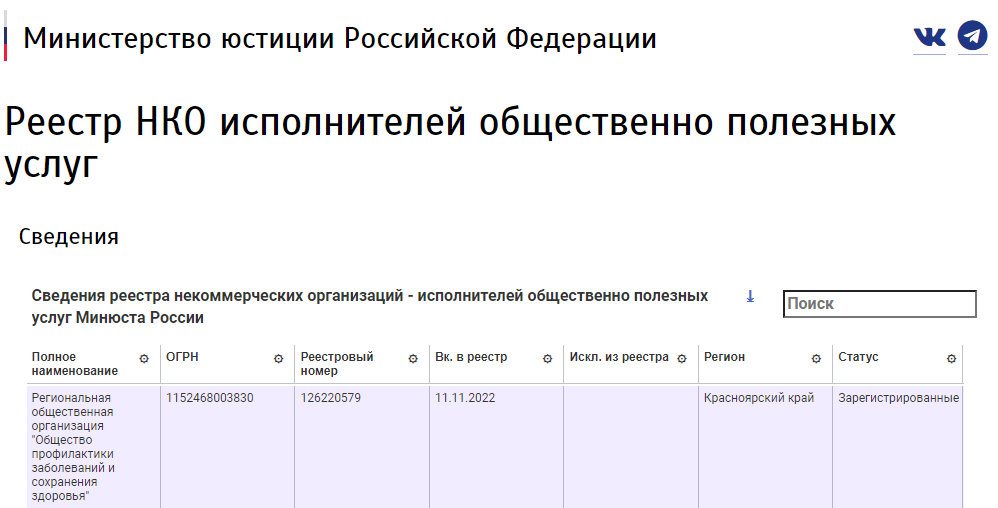 Министерство юстиции Российской Федерации
Реестр НКО исполнителей общественно полезных
услуг
Сведения
Сведения реестра некоммерческих организаций - исполнителей общественно полезных
услуг Минюста России
Поиск
Полное
наименование
ОГРН
Реестровый
номер
Вк. в реестр
Искл. из реестра
Регион
Статус
Региональная
общественная
организация
"Общество
профилактики
заболеваний и
сохранения
здоровья"
1152468003830
126220579
11.11.2022
Красноярский край
Зарегистрированные